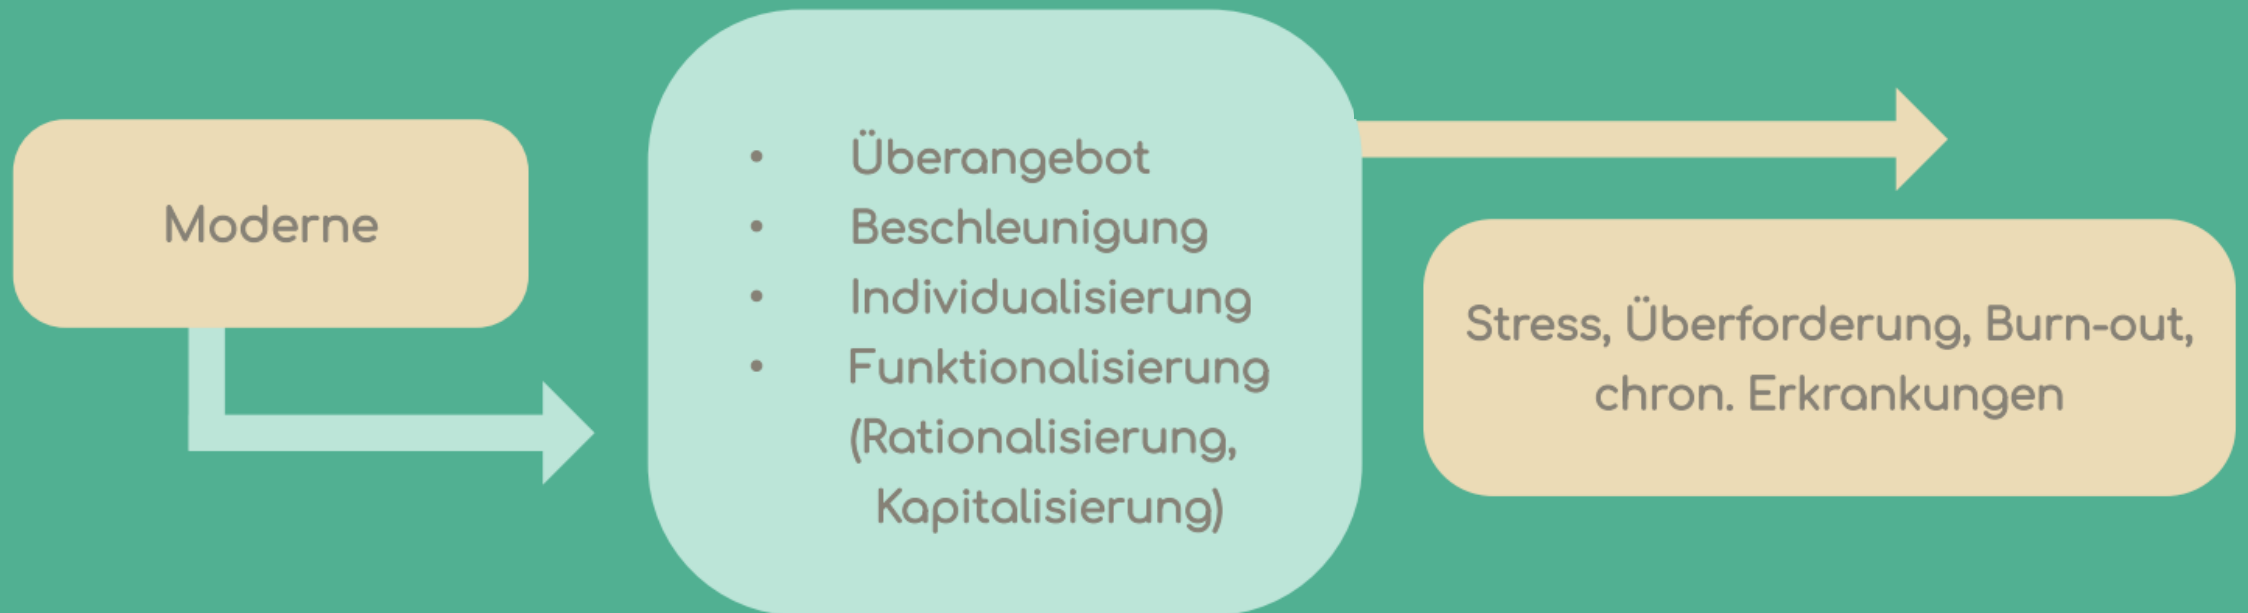 Moderne
• Überangebot
• Beschleunigung
• Individualisierung
• Funktionalisierung
(Rationalisierung,
Kapitalisierung)
Stress, Überforderung, Burn-out,
chron. Erkrankungen